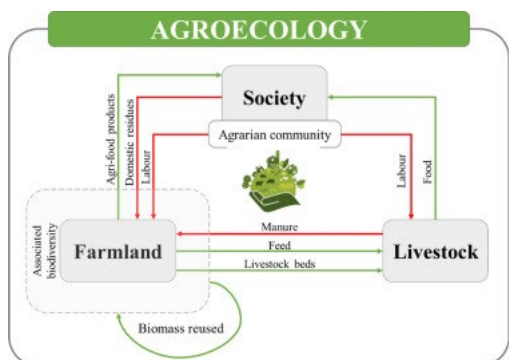 AGROECOLOGY
Society
Agrarian community
Agri-food products
Domestic residues
Labour
Labour
Food
Associated
biodiversity
Farmland
Manure
Feed
Livestock beds
Livestock
Biomass reused